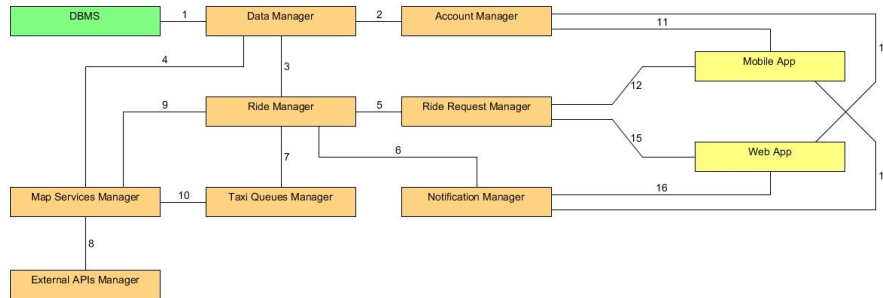 DBMS
1
Data Manager
2
Account Manager
11
1
4
3
Mobile App
12
9
Ride Manager
5
Ride Request Manager
15
6
7
Web App
1
Map Services Manager
10
Taxi Queues Manager
Notification Manager
16
8
External APIs Manager